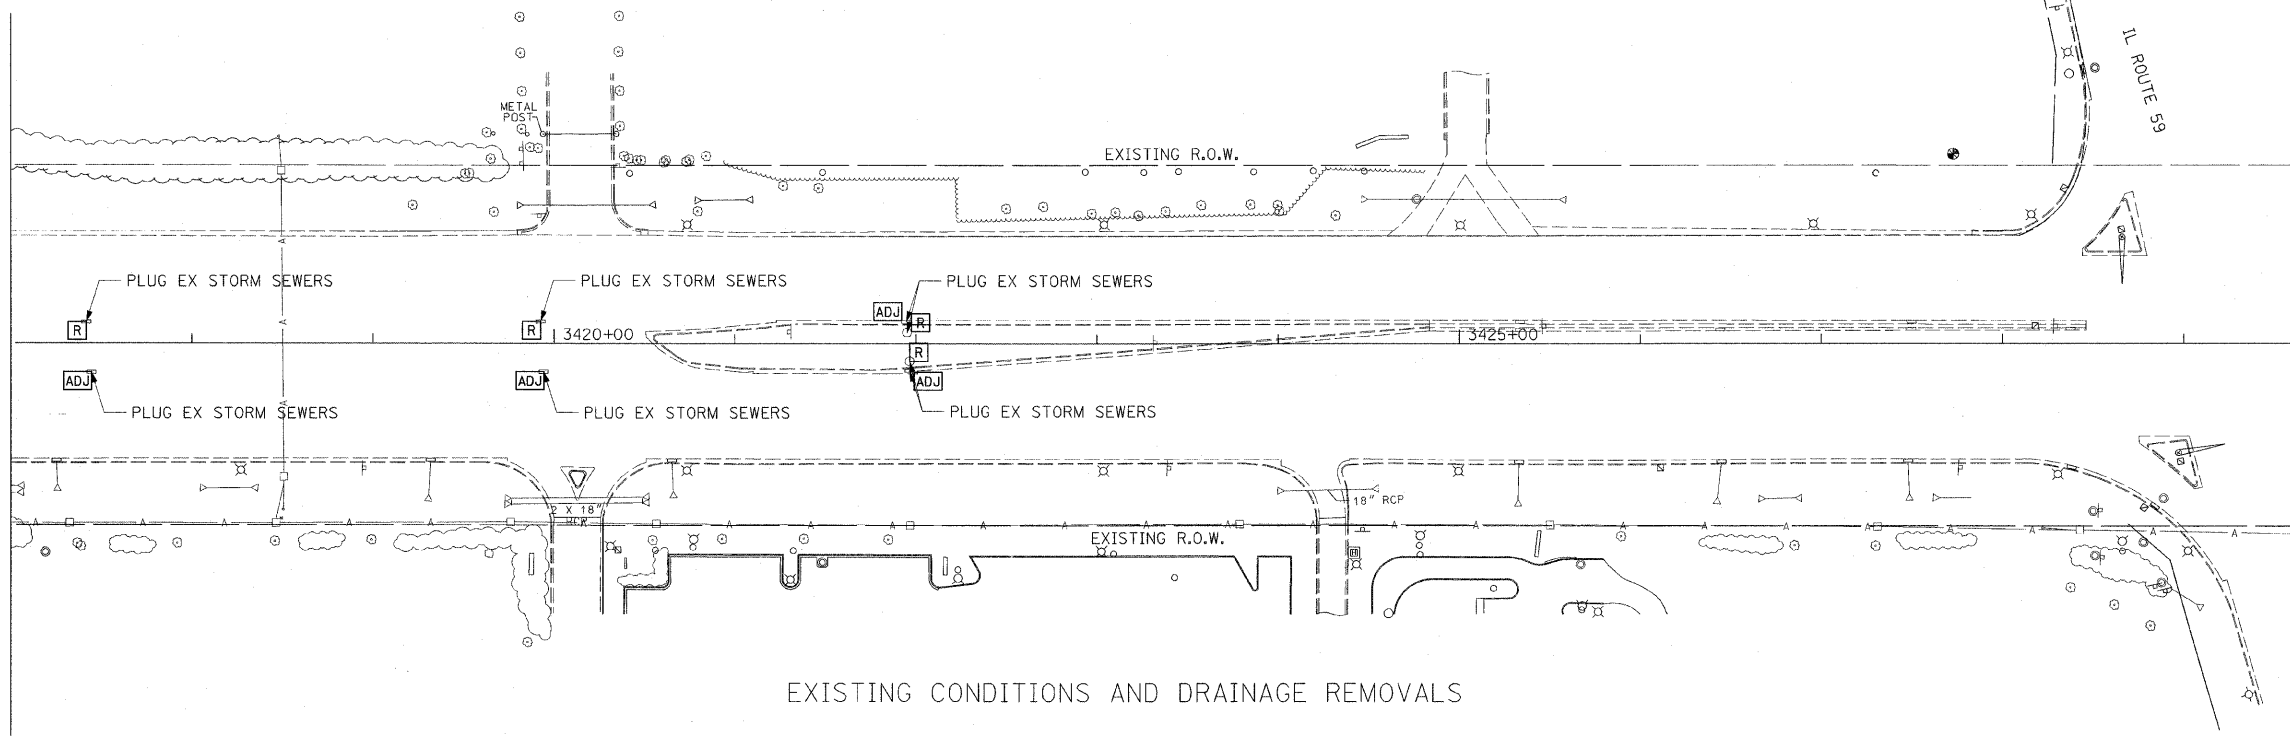 IL ROUTE 59
METAL
POST
EXISTING R.O.W.
PLUG EX STORM SEWERS
PLUG EX STORM SEWERS
PLUG EX STORM SEWERS
R
R
ADJ
R
3420+00
3425+00
R
ADJ
ADJ
ADJ
PLUG EX STORM SEWERS
PLUG EX STORM SEWERS
PLUG EX STORM SEWERS
2 X 18"
RCP
18" RCP
EXISTING R.O.W.
H
EXISTING CONDITIONS AND DRAINAGE REMOVALS